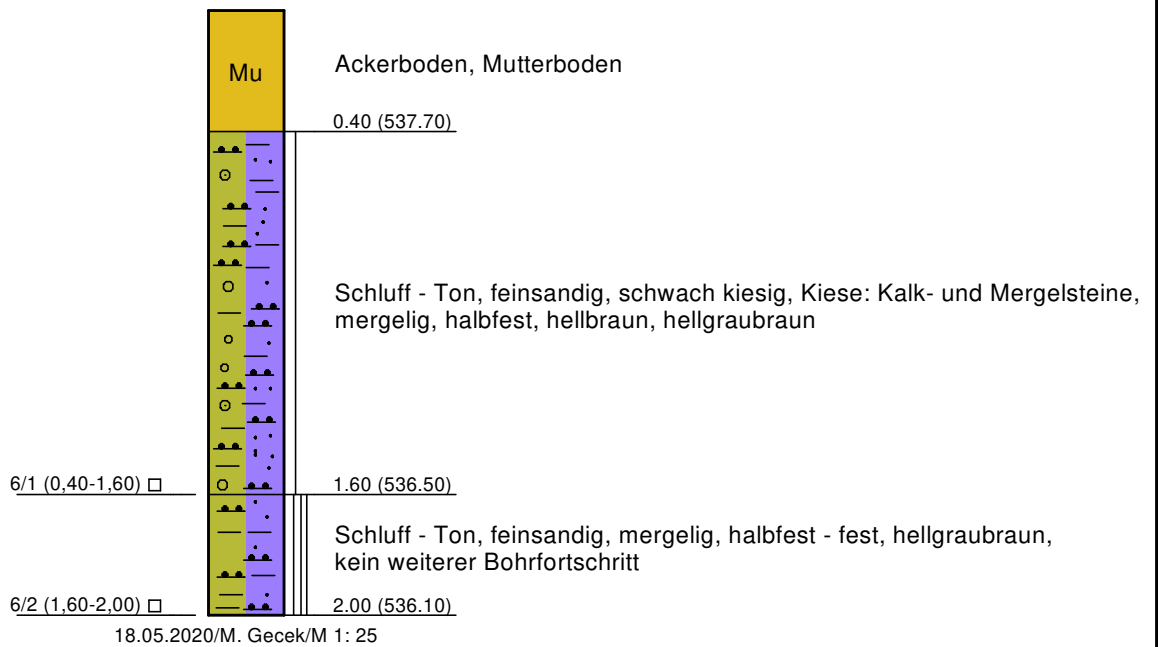 Mu
Ackerboden, Mutterboden
0.40 (537.70)
Schluff - Ton, feinsandig, schwach kiesig, Kiese: Kalk- und Mergelsteine,
mergelig, halbfest, hellbraun, hellgraubraun
6/1 (0,40-1,60)
1.60 (536.50)
Schluff - Ton, feinsandig, mergelig, halbfest - fest, hellgraubraun,
kein weiterer Bohrfortschritt
6/2 (1,60-2,00)
2.00 (536.10)
18.05.2020/M. Gecek/M 1: 25